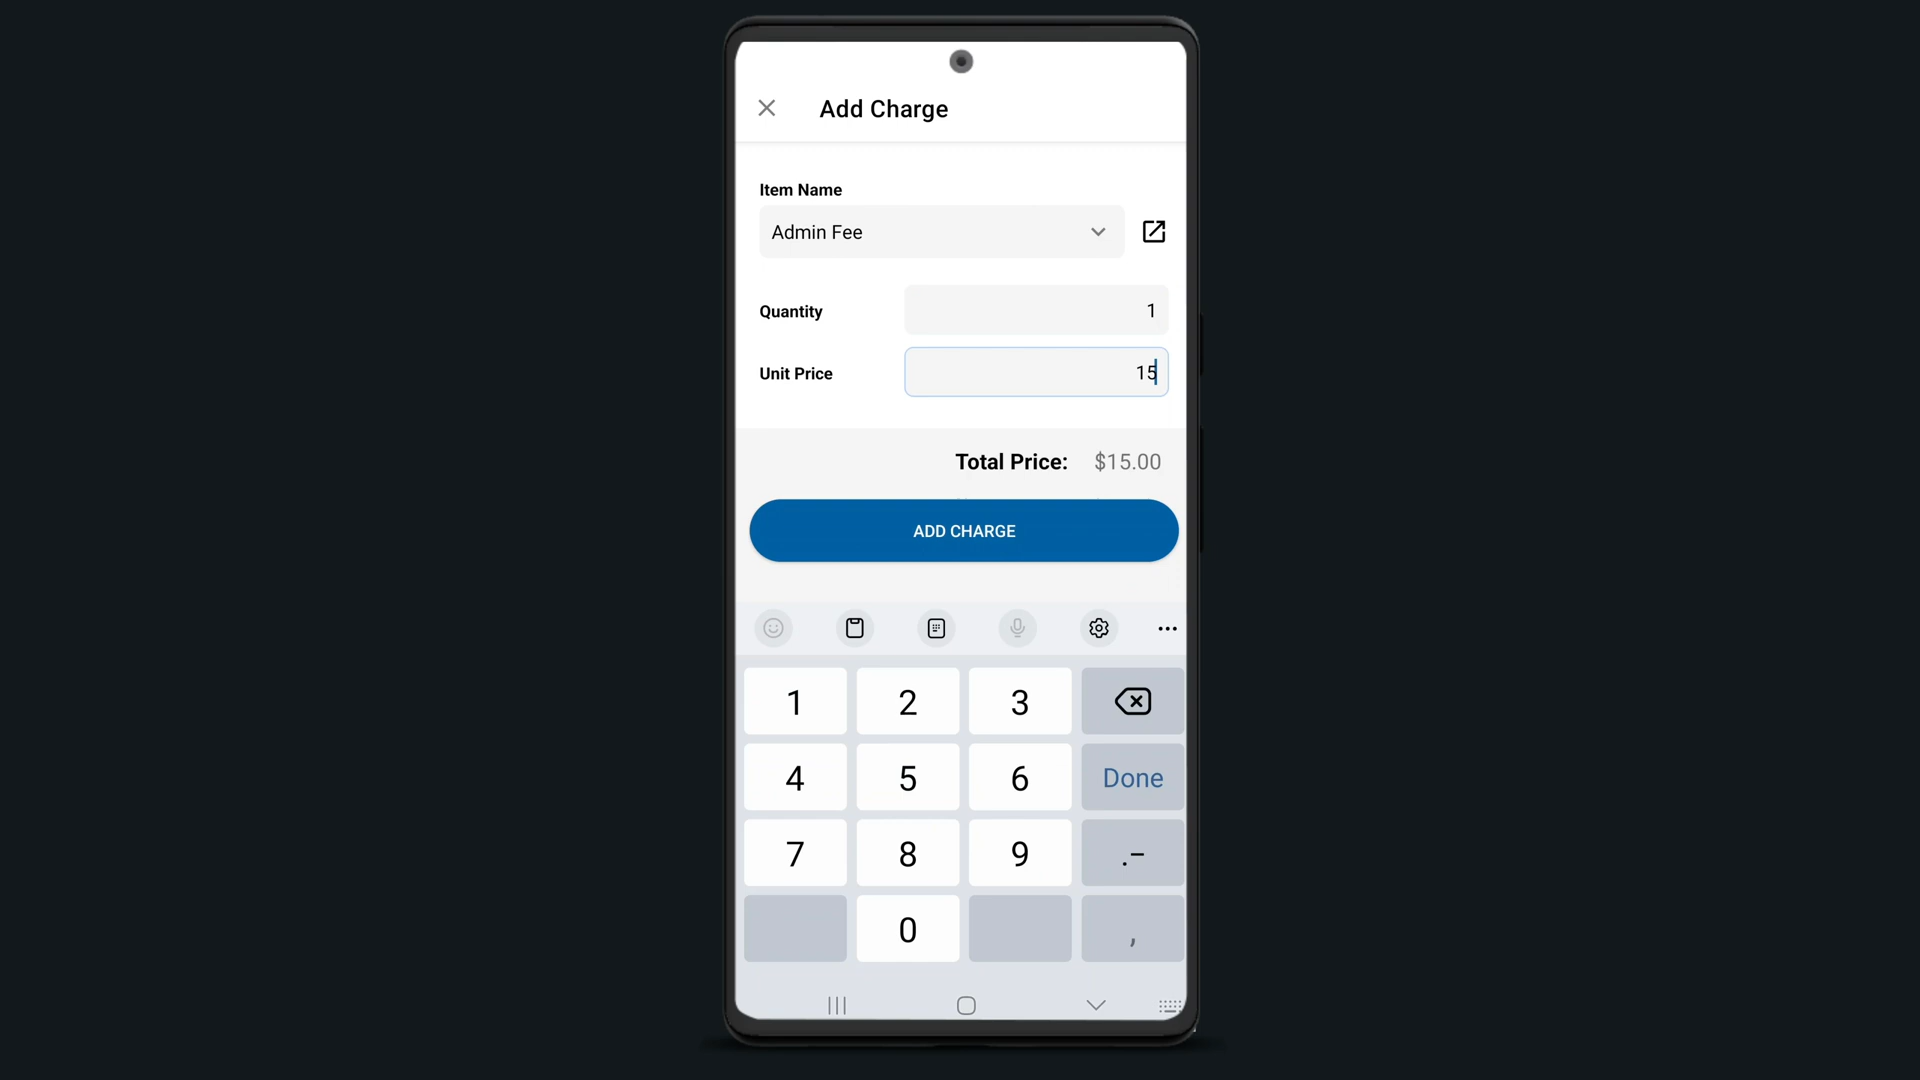 Add Charge
Item Name
Admin Fee
Quantity 1
Unit Price 15
Total Price: $15.00
ADD CHARGE
1 2 3
4 5 6 Done
7 8 9 .-
0 ,